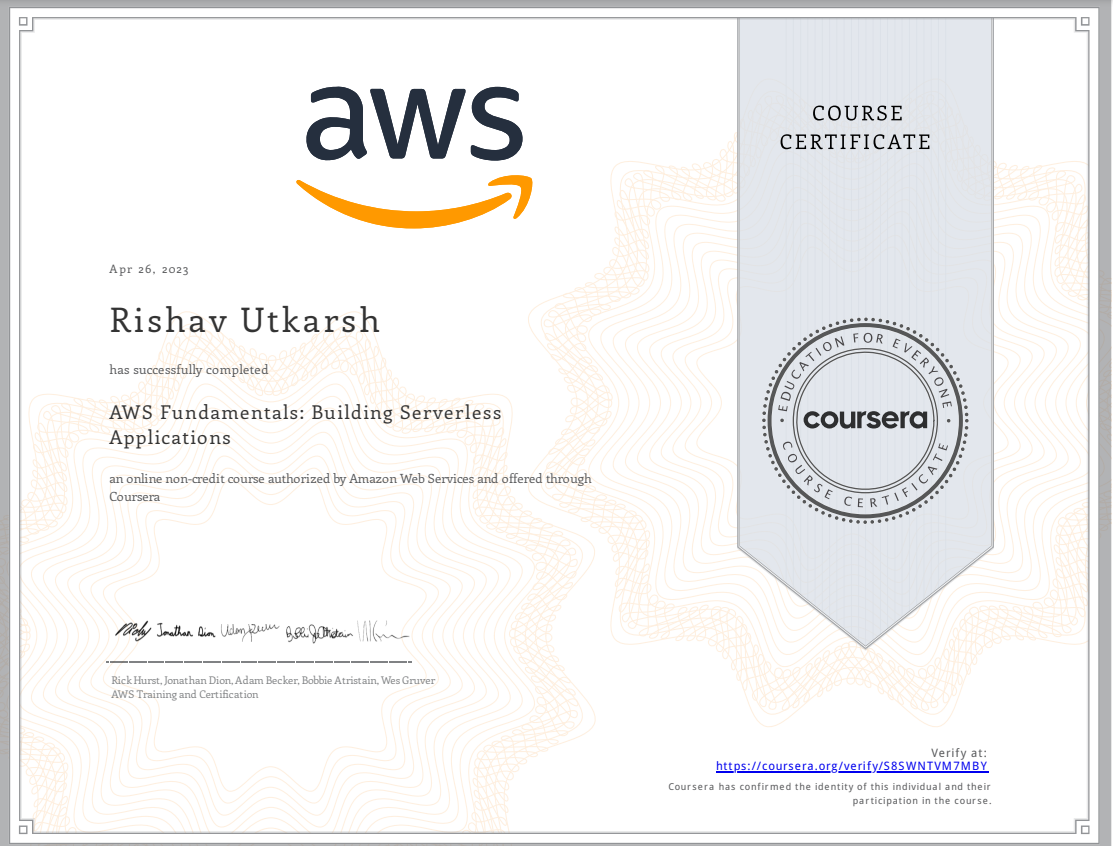 aws
COURSE
CERTIFICATE
Apr 26, 2023
Rishav Utkarsh
has successfully completed
AWS Fundamentals: Building Serverless
Applications
an online non-credit course authorized by Amazon Web Services and offered through
Coursera
EDUCATION FOR EVERYONE
coursera
COURSE CERTIFICATE
Jonathan Dion
Rick Hurst, Jonathan Dion, Adam Becker, Bobbie Atristain, Wes Gruver
AWS Training and Certification
Verify at:
https://coursera.org/verify/S8SWNTVM7MBY
Coursera has confirmed the identity of this individual and their
participation in the course.